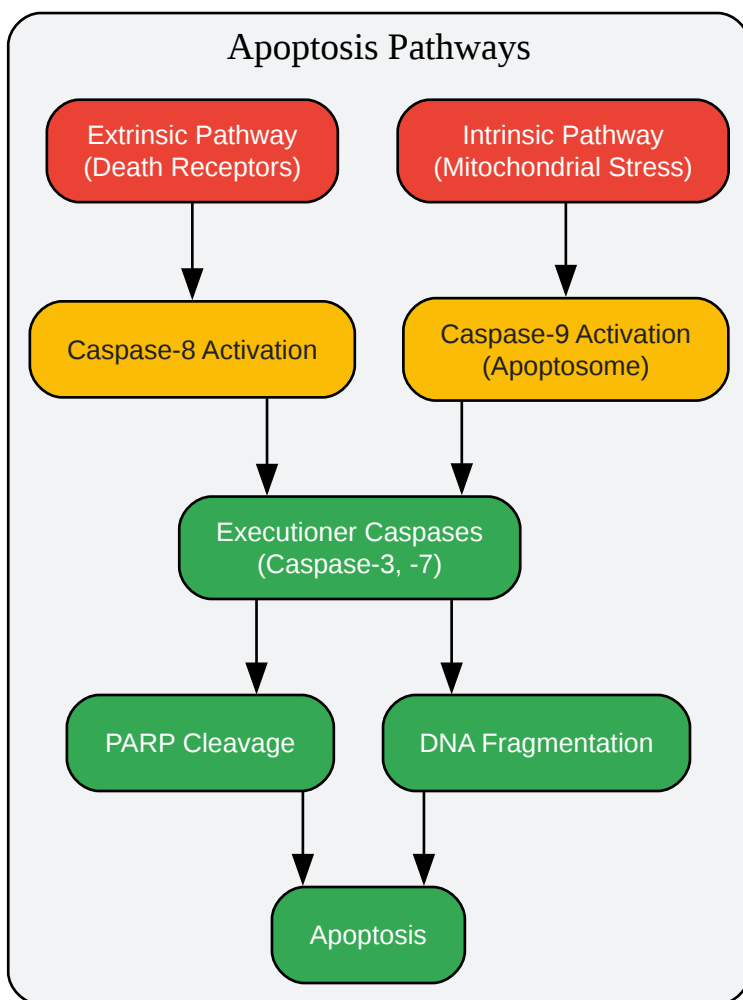 Apoptosis Pathways
Extrinsic Pathway
(Death Receptors)
Intrinsic Pathway
(Mitochondrial Stress)
Caspase-8 Activation
Caspase-9 Activation
(Apoptosome)
Executioner Caspases
(Caspase-3, -7)
PARP Cleavage
DNA Fragmentation
Apoptosis